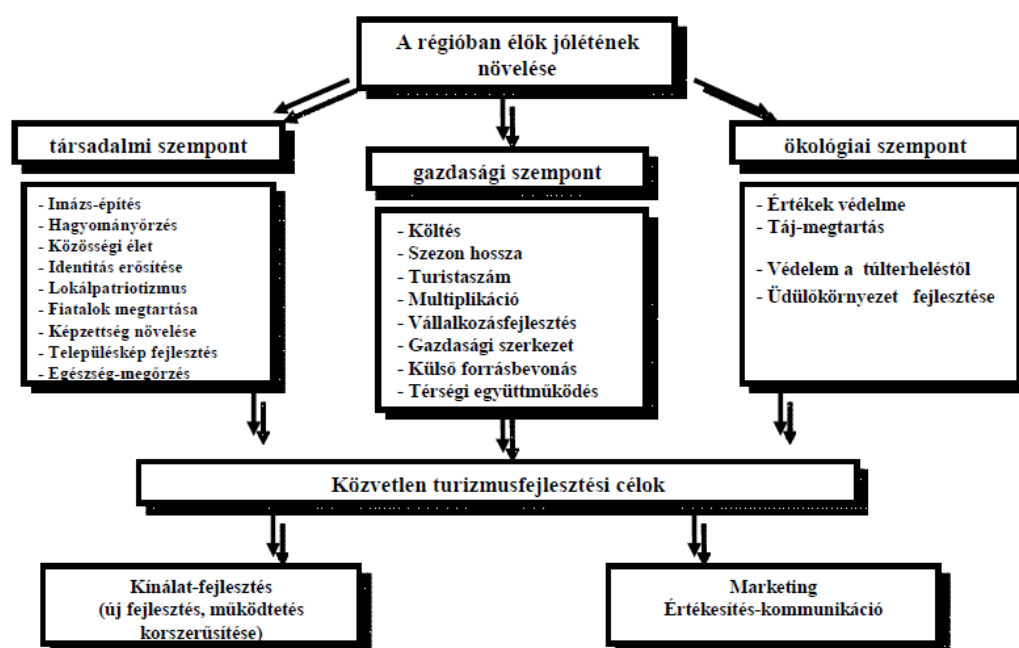 A régióban élők jólétének
növelése
társadalmi szempont
- Imázs-építés
- Hagyományőrzés
- Közösségi élet
- Identitás erősítése
- Lokálpatriotizmus
- Fiatalok megtartása
- Képzettség növelése
- Településkép fejlesztés
- Egészség-megőrzés
gazdasági szempont
- Költés
- Szezon hossza
- Turistaszám
- Multiplikáció
- Vállalkozásfejlesztés
- Gazdasági szerkezet
- Külső forrásbevonás
- Térségi együttműködés
ökológiai szempont
- Értékek védelme
- Táj-megtartás
- Védelem a túlterheléstől
- Üdülőkörnyezet fejlesztése
Közvetlen turizmusfejlesztési célok
Kínálat-fejlesztés
(új fejlesztés, működtetés
korszerűsítése)
Marketing
Értékesítés-kommunikáció